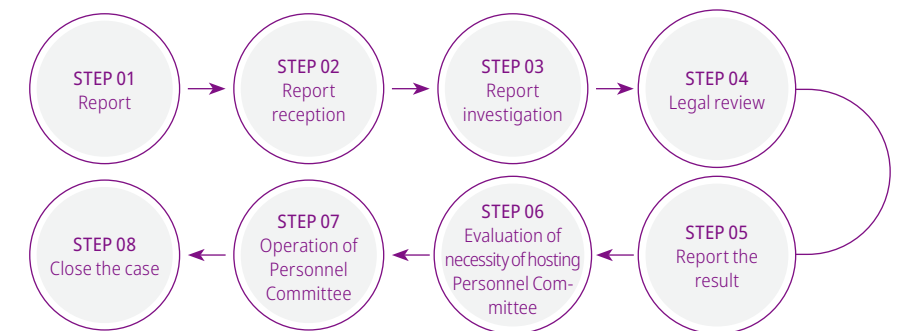 STEP 01
Report
STEP 02
Report
reception
STEP 03
Report
investigation
STEP 04
Legal review
STEP 05
Report the
result
STEP 06
Evaluation of
necessity of hosting
Personnel Com-
mittee
STEP 07
Operation of
Personnel
Committee
STEP 08
Close the case